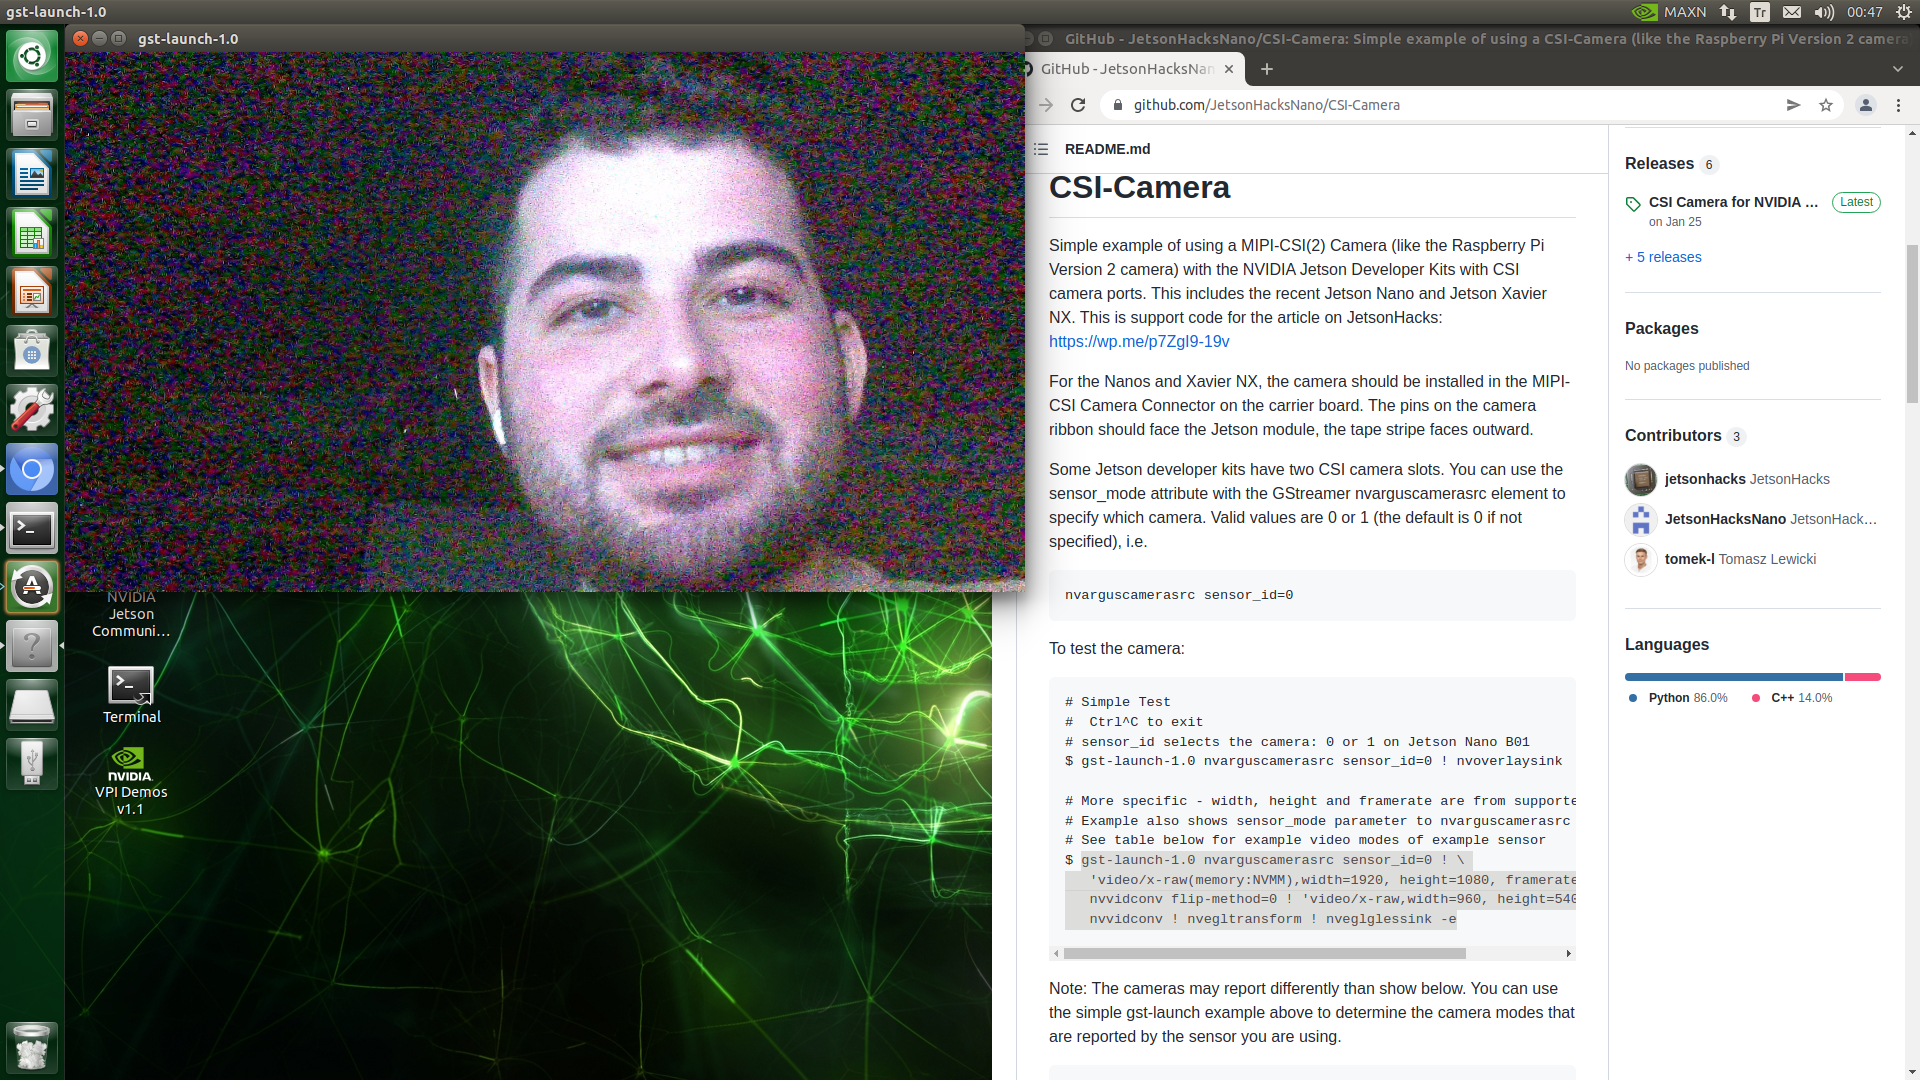 gst-launch-1.0
MAXN
Tr
00:47
gst-launch-1.0
GitHub - JetsonHacksNano/CSI-Camera: Simple example of using a CSI-Camera (like the Raspberry Pi Version 2 camera
GitHub - JetsonHacksNan
github.com/JetsonHacksNano/CSI-Camera
README.md
CSI-Camera
Simple example of using a MIPI-CSI(2) Camera (like the Raspberry Pi
Version 2 camera) with the NVIDIA Jetson Developer Kits with CSI
camera ports. This includes the recent Jetson Nano and Jetson Xavier
NX. This is support code for the article on JetsonHacks:
https://wp.me/p7ZgI9-19v
For the Nanos and Xavier NX, the camera should be installed in the MIPI-
CSI Camera Connector on the carrier board. The pins on the camera
ribbon should face the Jetson module, the tape stripe faces outward.
Some Jetson developer kits have two CSI camera slots. You can use the
sensor_mode attribute with the GStreamer nvarguscamerasrc element to
specify which camera. Valid values are 0 or 1 (the default is 0 if not
specified), i.e.
nvarguscamerasrc sensor_id=0
To test the camera:
# Simple Test
#  Ctrl^C to exit
# sensor_id selects the camera: 0 or 1 on Jetson Nano B01
$ gst-launch-1.0 nvarguscamerasrc sensor_id=0 ! nvoverlaysink
# More specific - width, height and framerate are from supporte
# Example also shows sensor_mode parameter to nvarguscamerasrc
# See table below for example video modes of example sensor
$ gst-launch-1.0 nvarguscamerasrc sensor_id=0 ! \
'video/x-raw(memory:NVMM),width=1920, height=1080, framerate
nvvidconv flip-method=0 ! 'video/x-raw,width=960, height=540
nvvidconv ! nvegltransform ! nveglglessink -e
Note: The cameras may report differently than show below. You can use
the simple gst-launch example above to determine the camera modes that
are reported by the sensor you are using.
Releases 6
CSI Camera for NVIDIA ...
Latest
on Jan 25
+ 5 releases
Packages
No packages published
Contributors 3
jetsonhacks JetsonHacks
JetsonHacksNano JetsonHack...
tomek-l Tomasz Lewicki
Languages
Python 86.0%
C++ 14.0%
NVIDIA
Jetson
Communi...
Terminal
NVIDIA.
VPI Demos
v1.1